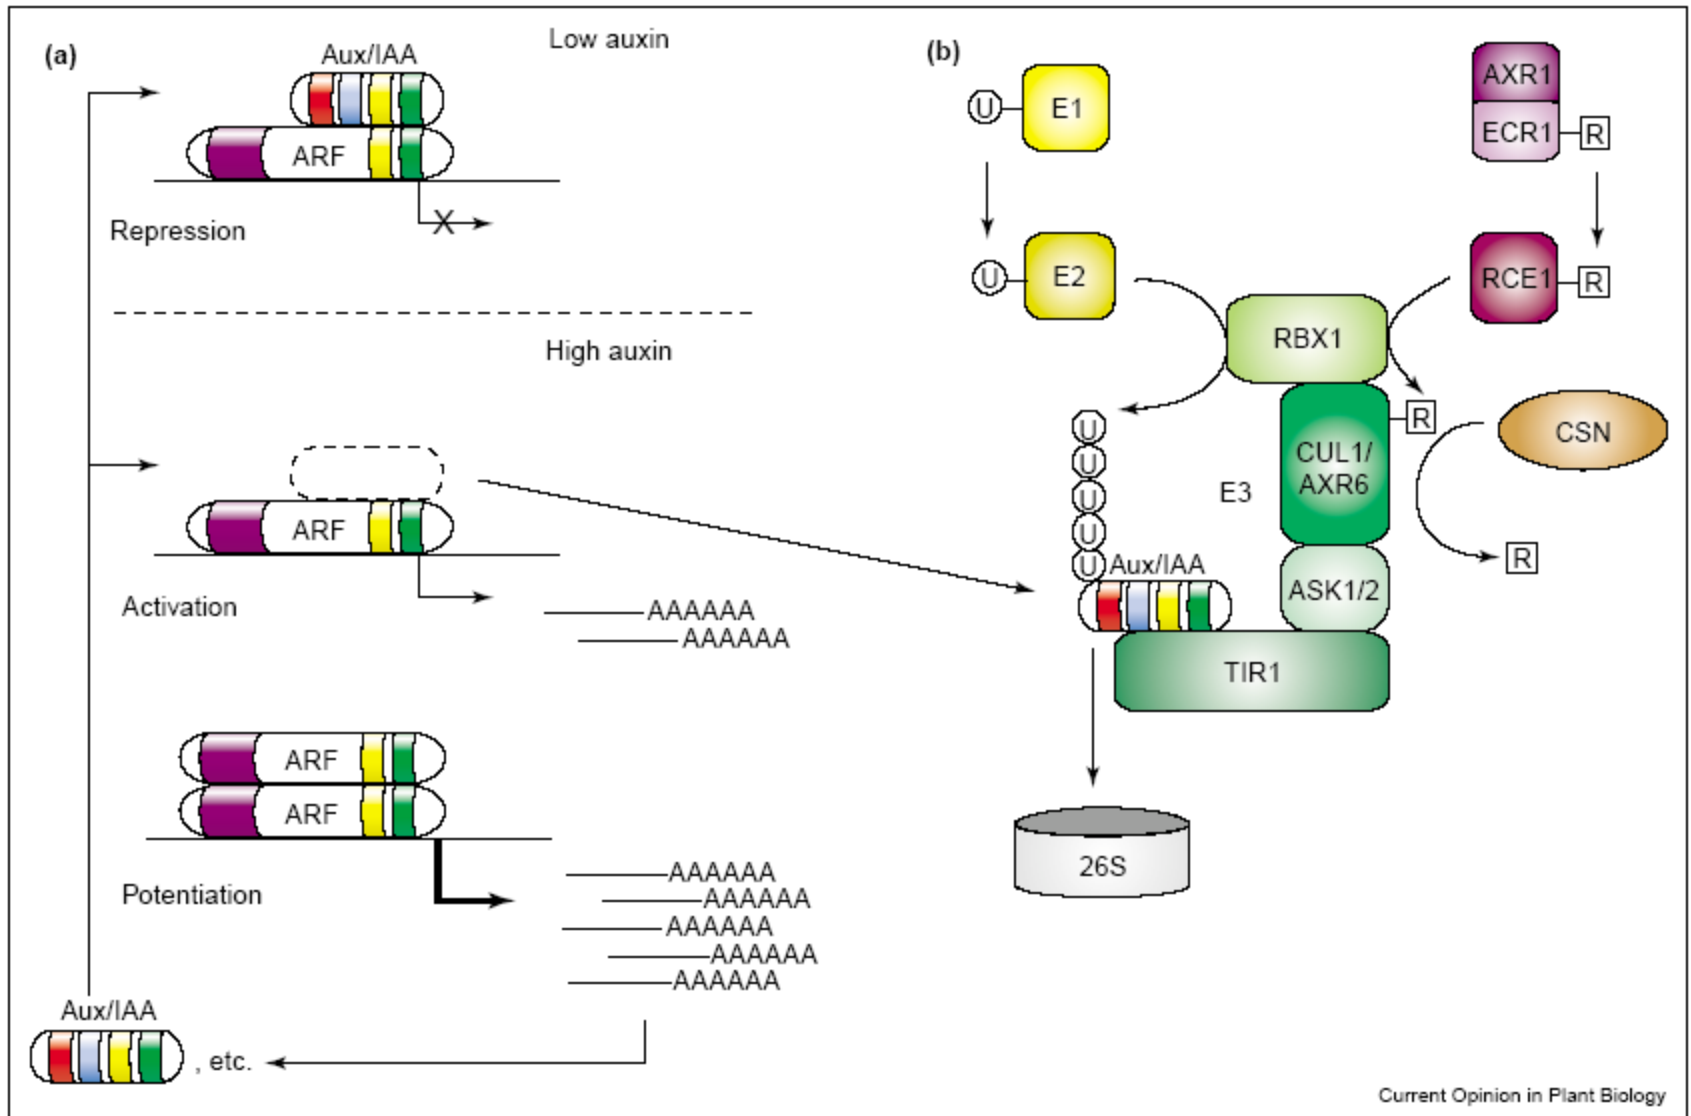 (a)
Low auxin
Aux/IAA
ARF
X
Repression
High auxin
ARF
Activation
AAAAAA
AAAAAA
ARF
ARF
Potentiation
AAAAAA
AAAAAA
AAAAAA
AAAAAA
AAAAAA
Aux/IAA
, etc.
(b)
U
E1
AXR1
ECR1
R
U
E2
RCE1
R
RBX1
R
CSN
CUL1/
AXR6
E3
U
U
U
U
U
Aux/IAA
R
ASK1/2
TIR1
26S
Current Opinion in Plant Biology